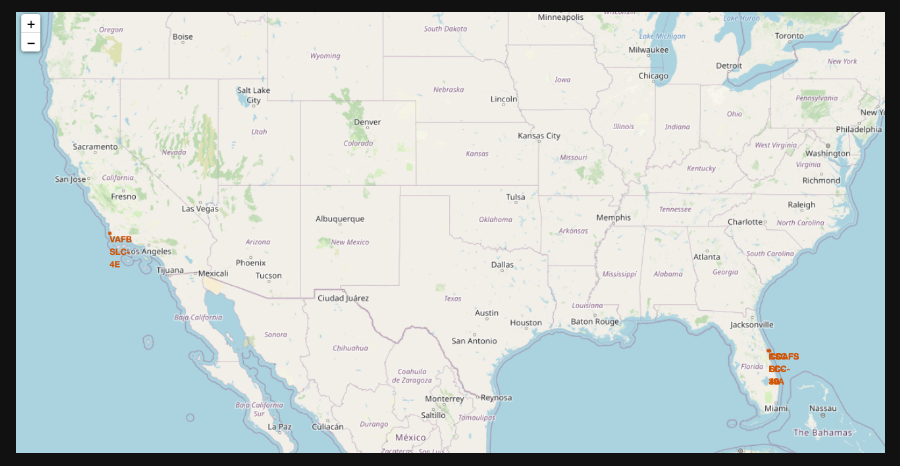 +
−
Minneapolis
Oregon
Boise
South Dakota
Lake Huron
Toronto
Wyoming
Lake Michigan
Milwaukee
Detroit
New York
Chicago
Salt Lake
City
Nebraska
Iowa
Lincoln
Pennsylvania
Denver
Illinois
Indiana
Ohio
New Y
Utah
Colorado
Kansas City
Philadelphia
Sacramento
Nevada
Kansas
Missouri
West Virginia
Washington
San Jose
California
Kentucky
Virginia
Richmond
Fresno
Las Vegas
Tulsa
Tennessee
Raleigh
Albuquerque
Oklahoma
Memphis
Charlotte
North Carolina
VAFB
SLC-
4E
Los Angeles
Arizona
New Mexico
Arkansas
South Carolina
Phoenix
Dallas
Atlanta
Tijuana
Mexicali
Tucson
Mississippi
Alabama
Georgia
Ciudad Juárez
Texas
Louisiana
Baja California
Austin
Houston
Baton Rouge
Jacksonville
Sonora
San Antonio
Chihuahua
Florida
Coahuila
de Zaragoza
Baja California
Sur
Monterrey
Reynosa
Saltillo
Tamaulipas
Miami
Nassau
La Paz
Culiacán
Durango
México
The Bahamas
Zacatecas
San Luis